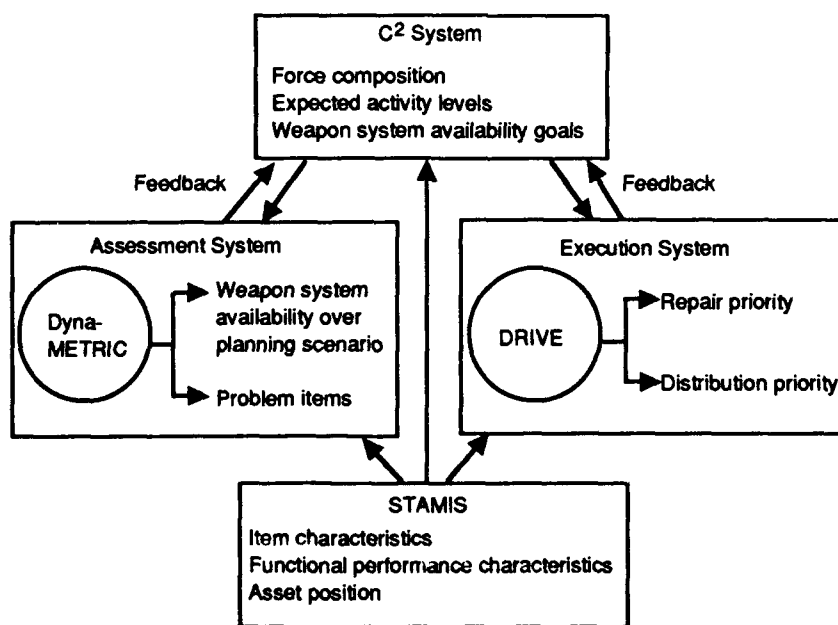 C² System
Force composition
Expected activity levels
Weapon system availability goals
Feedback
Feedback
Assessment System
Dyna-
METRIC
Weapon system
availability over
planning scenario
Problem items
Execution System
DRIVE
Repair priority
Distribution priority
STAMIS
Item characteristics
Functional performance characteristics
Asset position